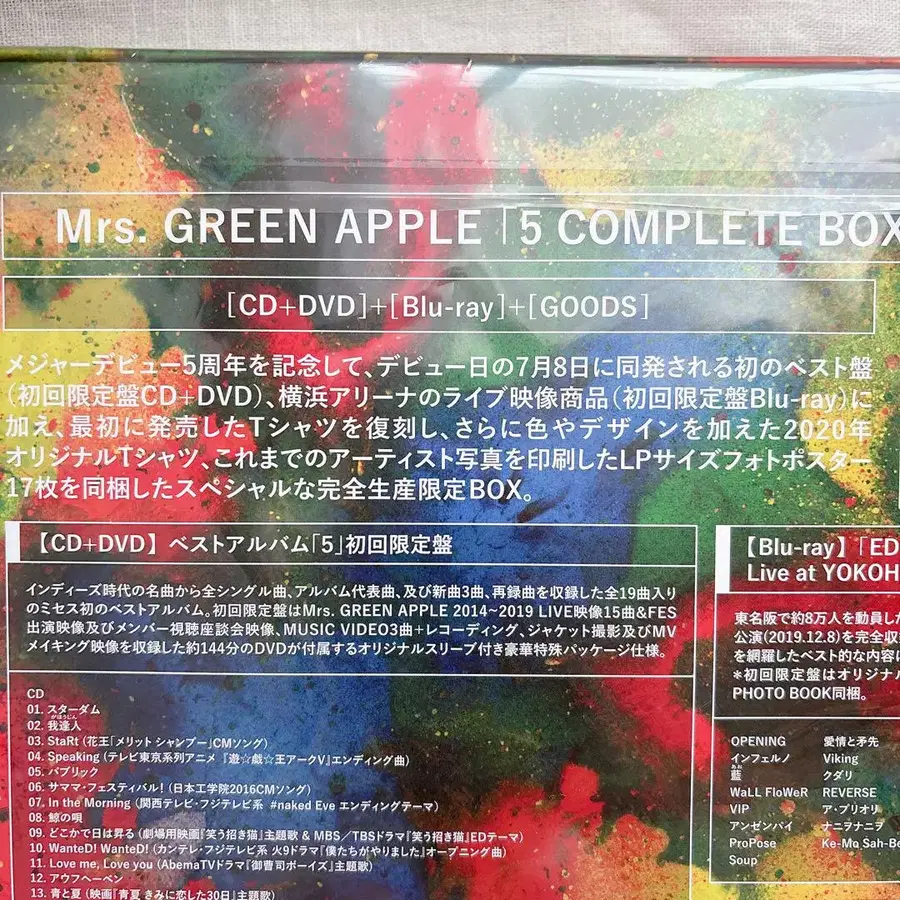 Mrs. GREEN APPLE「5 COMPLETE BOX
[CD+DVD]+[Blu-ray]+[GOODS]
メジャーデビュー5周年を記念して、デビュー日の7月8日に同発される初のベスト盤
(初回限定盤CD+DVD)、横浜アリーナのライブ映像商品(初回限定盤Blu-ray)に
加え、最初に発売したTシャツを復刻し、さらに色やデザインを加えた2020年
オリジナルTシャツ、これまでのアーティスト写真を印刷したLPサイズフォトポスター
17枚を同梱したスペシャルな完全生産限定BOX。
【CD+DVD】ベストアルバム「5」初回限定盤
インディーズ時代の名曲から全シングル曲、アルバム代表曲、及び新曲3曲、再録曲を収録した全19曲入り
のミセス初のベストアルバム。初回限定盤はMrs. GREEN APPLE 2014~2019 LIVE映像15曲&FES
出演映像及びメンバー視聴座談会映像、MUSIC VIDEO3曲+レコーディング、ジャケット撮影及びMV
メイキング映像を収録した約144分のDVDが付属するオリジナルスリーブ付き豪華特殊パッケージ仕様。
CD
01. スターダム
がほうじん
02. 我逢人
03. StaRt (花王「メリット シャンプー」CMソング)
04. Speaking (テレビ東京系列アニメ『遊☆戯☆王アークV』エンディング曲)
05. パブリック
06. サママ・フェスティバル! (日本工学院2016CMソング)
07. In the Morning (関西テレビ・フジテレビ系 #naked Eve エンディングテーマ)
08. 鯨の唄
09. どこかで日は昇る (劇場用映画『笑う招き猫』主題歌 & MBS/TBSドラマ『笑う招き猫』EDテーマ)
10. WanteD! WanteD! (カンテレ・フジテレビ系 火9ドラマ『僕たちがやりました』オープニング曲)
11. Love me, Love you (AbemaTVドラマ『御曹司ボーイズ』主題歌)
12. アウフヘーベン
13. 青と夏 (映画『青夏 きみに恋した30日』主題歌)
【Blu-ray】「ED
Live at YOKOH
東名阪で約8万人を動員した
公演(2019.12.8)を完全収
を網羅したベスト的な内容に
*初回限定盤はオリジナル
PHOTO BOOK同梱。
OPENING
インフェルノ
あお
藍
WaLL FloWeR
VIP
アンゼンパイ
ProPose
Soup
愛情と矛先
Viking
クダリ
REVERSE
ア・プリオリ
ナニヲナニヲ
Ke-Mo Sah-Be